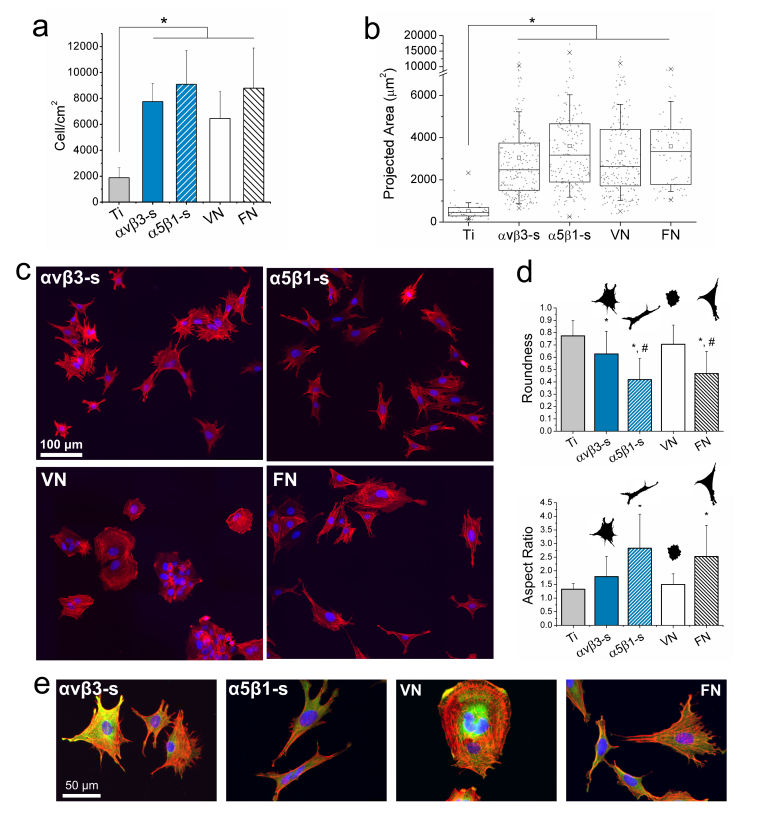 a
*
Cell/cm²
12000
10000
8000
6000
4000
2000
0
Ti
αvβ3-s
α5β1-s
VN
FN
b
*
Projected Area (µm²)
20000
15000
10000
6000
4000
2000
0
Ti
αvβ3-s
α5β1-s
VN
FN
c
αvβ3-s
100 µm
α5β1-s
VN
FN
d
Roundness
1.0
0.9
0.8
0.7
0.6
0.5
0.4
0.3
0.2
0.1
0.0
*
*, #
*, #
Ti
αvβ3-s
α5β1-s
VN
FN
Aspect Ratio
4.5
4.0
3.5
3.0
2.5
2.0
1.5
1.0
0.5
0.0
*
*
Ti
αvβ3-s
α5β1-s
VN
FN
e
αvβ3-s
50 µm
α5β1-s
VN
FN